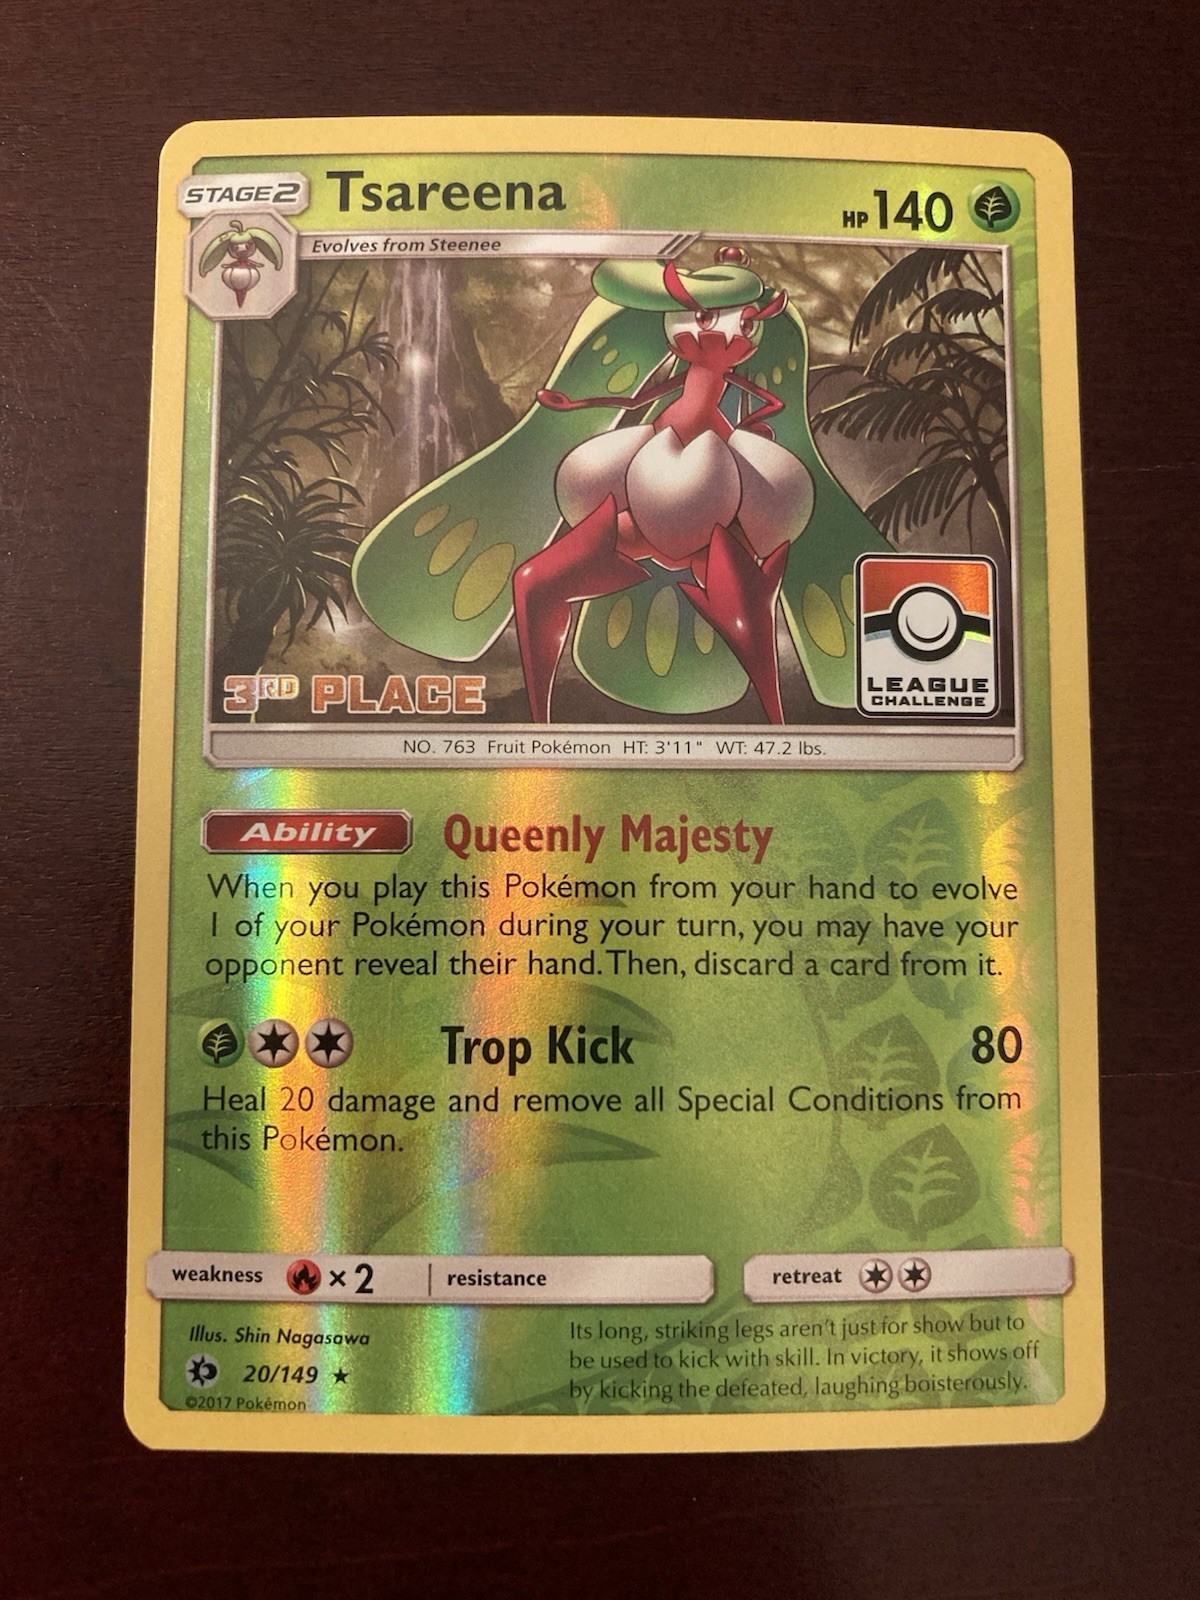 STAGE 2 Tsareena HP 140
Evolves from Steenee
3RD PLACE
LEAGUE
CHALLENGE
NO. 763 Fruit Pokémon HT: 3'11" WT: 47.2 lbs.
Ability Queenly Majesty
When you play this Pokémon from your hand to evolve
1 of your Pokémon during your turn, you may have your
opponent reveal their hand. Then, discard a card from it.
Trop Kick 80
Heal 20 damage and remove all Special Conditions from
this Pokémon.
weakness × 2 resistance retreat
Illus. Shin Nagasawa
20/149 ★
©2017 Pokémon
Its long, striking legs aren't just for show but to
be used to kick with skill. In victory, it shows off
by kicking the defeated, laughing boisterously.